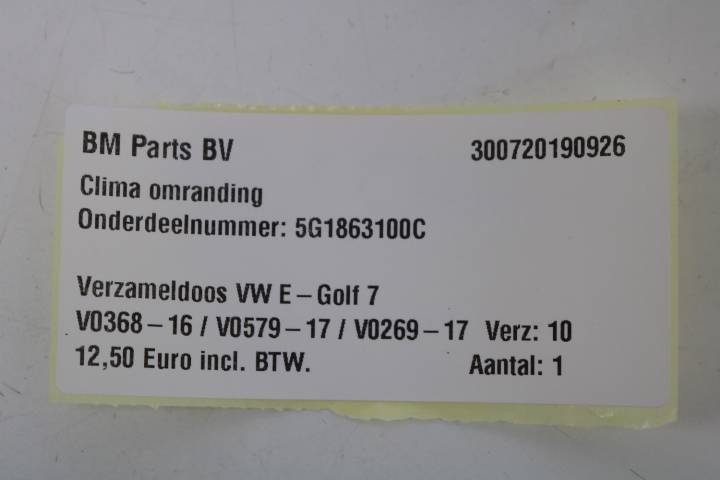 BM Parts BV 300720190926
Clima omranding
Onderdeelnummer: 5G1863100C
Verzameldoos VW E-Golf 7
V0368-16 / V0579-17 / V0269-17 Verz: 10
12,50 Euro incl. BTW. Aantal: 1